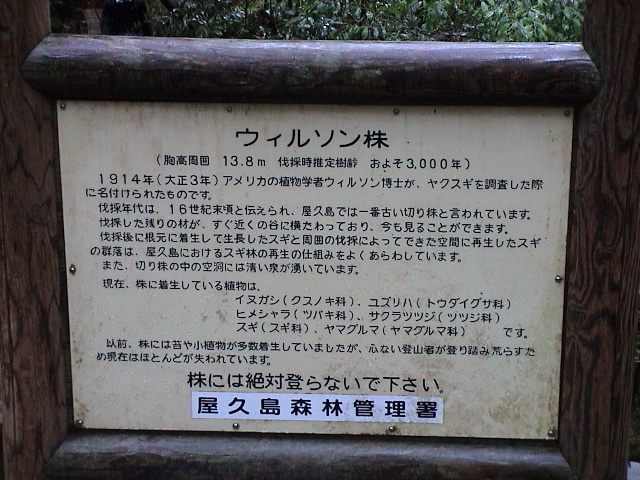 ウィルソン株
(胸高周囲 13.8m 伐採時推定樹齢 およそ3,000年)
1914年(大正3年)アメリカの植物学者ウィルソン博士が、ヤクスギを調査した際
に名付けられたものです。
伐採年代は、16世紀末頃と伝えられ、屋久島では一番古い切り株と言われています。
伐採した残りの材が、すぐ近くの谷に横たわっており、今も見ることができます。
伐採後に根元に着生して生長したスギと周囲の伐採によってできた空間に再生したスギ
の群落は、屋久島におけるスギ林の再生の仕組みをよくあらわしています。
また、切り株の中の空洞には清い泉が湧いています。
現在、株に着生している植物は、
イヌガシ(クスノキ科)、ユズリハ(トウダイグサ科)
ヒメシャラ(ツバキ科)、サクラツツジ(ツツジ科)
スギ(スギ科)、ヤマグルマ(ヤマグルマ科) です。
以前、株には苔や小植物が多数着生していましたが、心ない登山者が登り踏み荒らすた
め現在はほとんどが失われています。
株には絶対登らないで下さい。
屋久島森林管理署